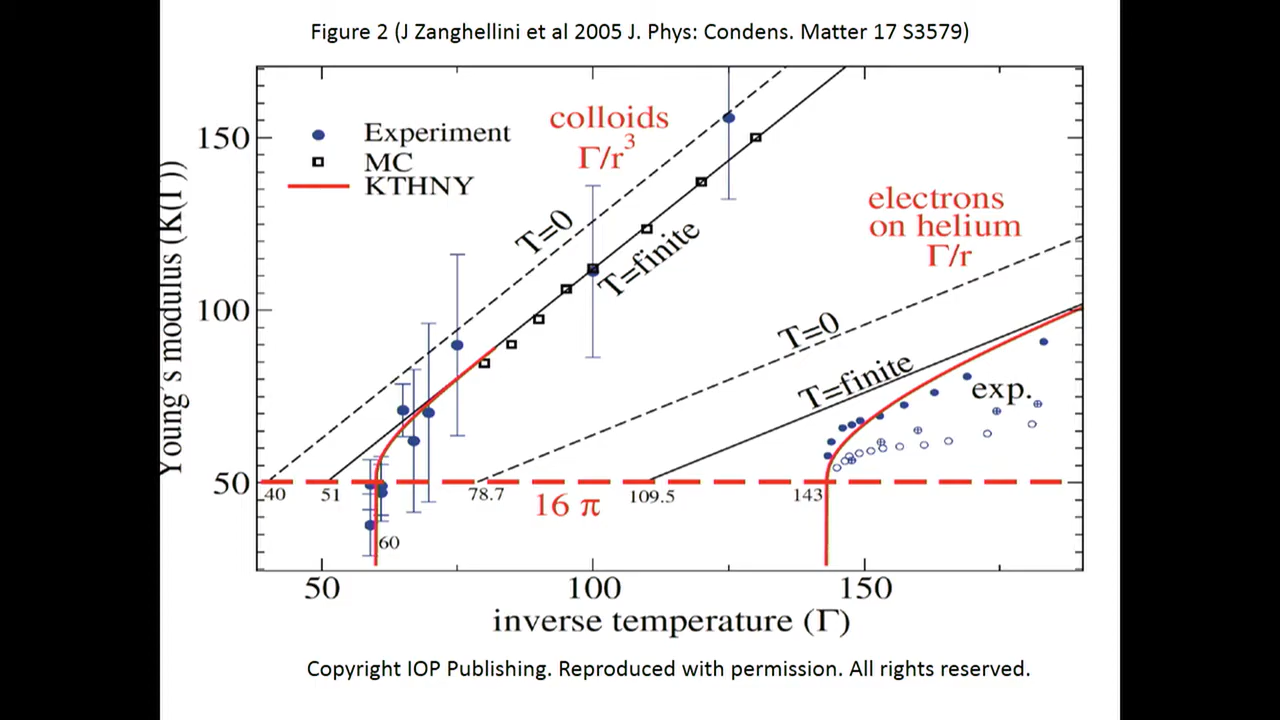 Figure 2 (J Zanghellini et al 2005 J. Phys: Condens. Matter 17 S3579)
Experiment
MC
KTHNY
colloids
Γ/r³
electrons
on helium
Γ/r
T=0
T=finite
T=0
T=finite
exp.
150
100
50
Young´s modulus (K(Γ))
40
51
78.7
16 π
109.5
143
60
50
100
150
inverse temperature (Γ)
Copyright IOP Publishing. Reproduced with permission. All rights reserved.